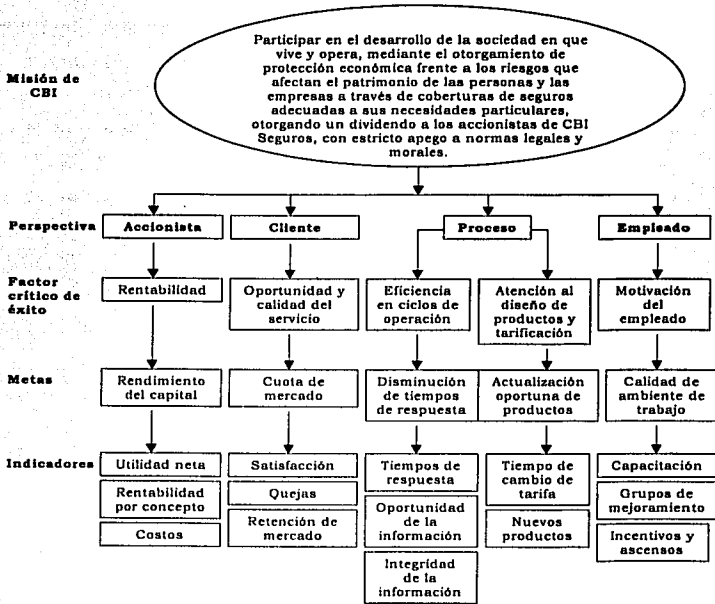 Participar en el desarrollo de la sociedad en que
vive y opera, mediante el otorgamiento de
protección económica frente a los riesgos que
afectan el patrimonio de las personas y las
empresas a través de coberturas de seguros
adecuadas a sus necesidades particulares,
otorgando un dividendo a los accionistas de CBI
Seguros, con estricto apego a normas legales y
morales.
Misión de
CBI
Perspectiva
Accionista
Cliente
Proceso
Empleado
Factor
crítico de
éxito
Rentabilidad
Oportunidad y
calidad del
servicio
Eficiencia
en ciclos de
operación
Atención al
diseño de
productos y
tarificación
Motivación
del
empleado
Metas
Rendimiento
del capital
Cuota de
mercado
Disminución
de tiempos
de respuesta
Actualización
oportuna de
productos
Calidad de
ambiente de
trabajo
Indicadores
Utilidad neta
Rentabilidad
por concepto
Costos
Satisfacción
Quejas
Retención de
mercado
Tiempos de
respuesta
Oportunidad
de la
información
Integridad
de la
información
Tiempo de
cambio de
tarifa
Nuevos
productos
Capacitación
Grupos de
mejoramiento
Incentivos y
ascensos